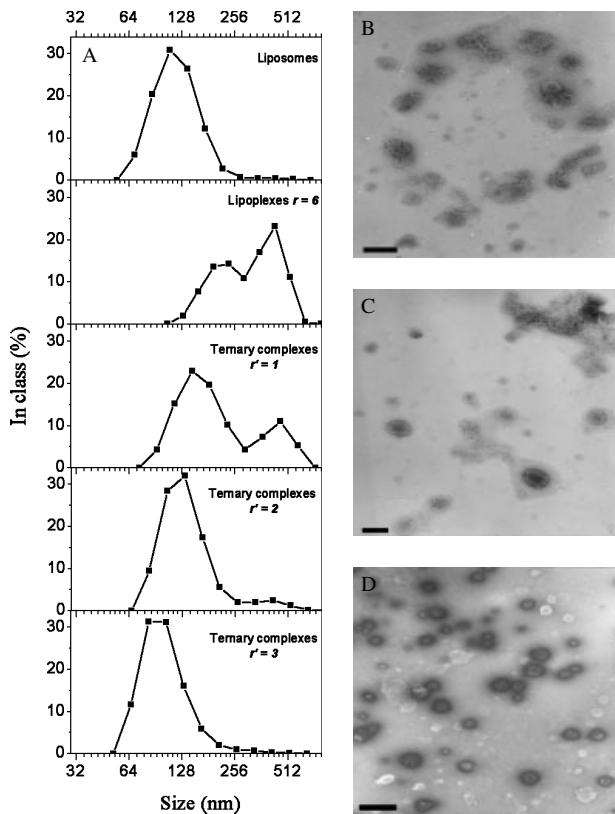 32 64 128 256 512
A
Liposomes
30
20
10
0
Lipoplexes r = 6
30
20
10
0
Ternary complexes
r' = 1
30
20
10
0
Ternary complexes
r' = 2
30
20
10
0
Ternary complexes
r' = 3
30
20
10
0
32 64 128 256 512
Size (nm)
In class (%)
B
C
D